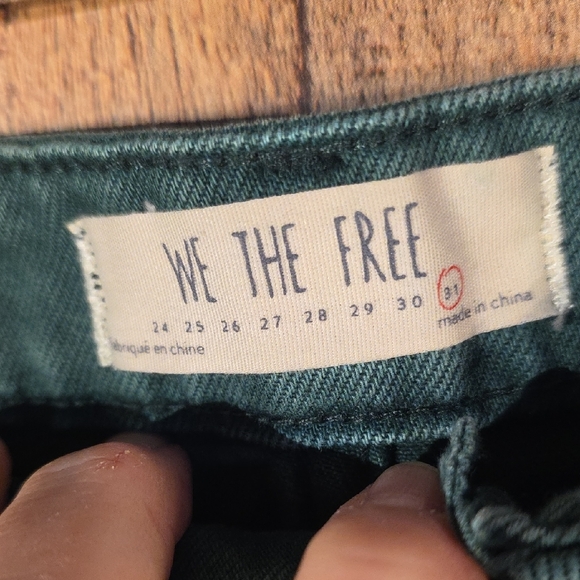 WE THE FREE
24 25 26 27 28 29 30 31
fabriqué en chine
made in china